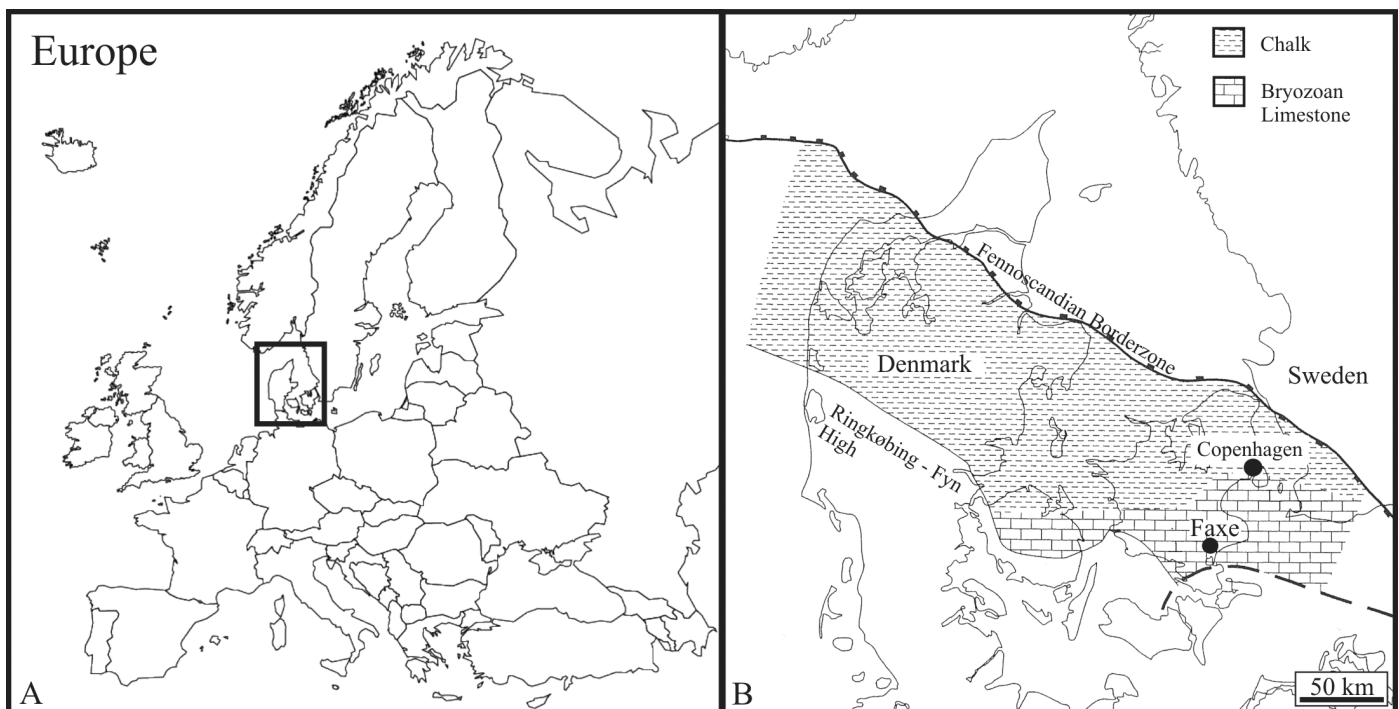 Europe
A
Chalk
Bryozoan
Limestone
Fennoscandian Borderzone
Denmark
Sweden
Ringkøbing - Fyn
High
Copenhagen
Faxe
B
50 km